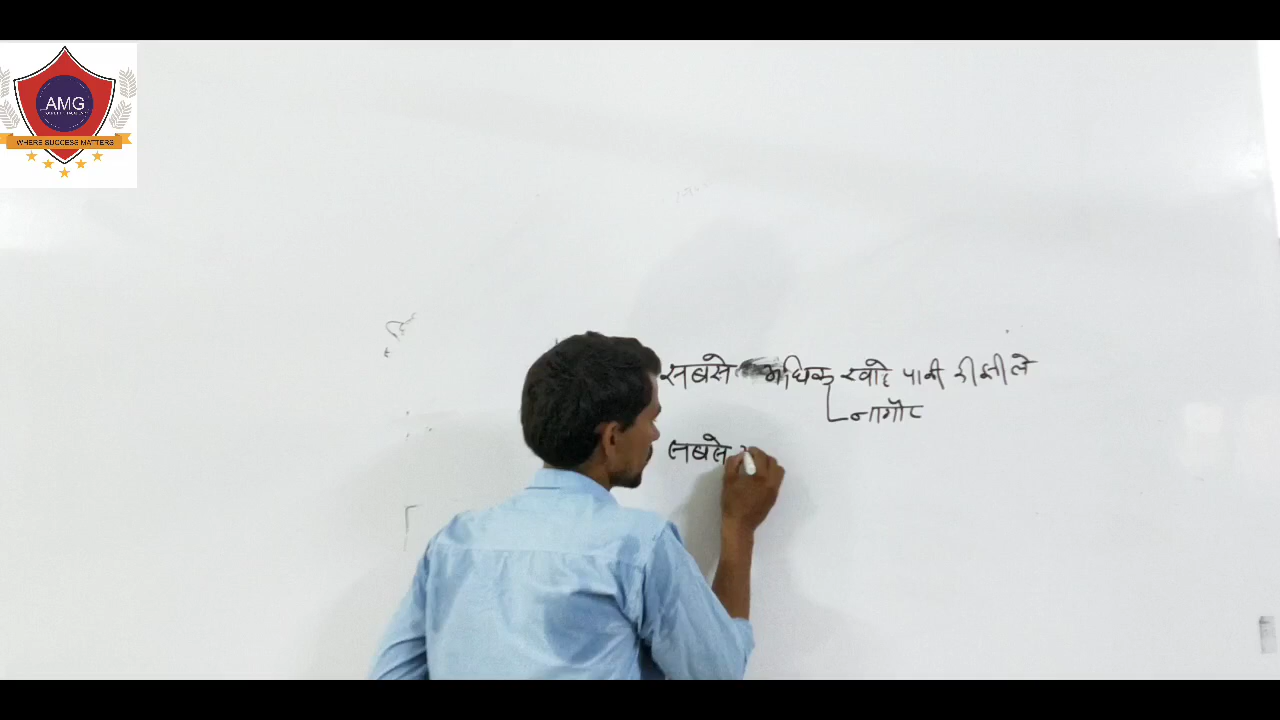 AMG
WHERE SUCCESS MATTERS
सबसे अधिक खारे पानी की झीले
नागौर
सबसे